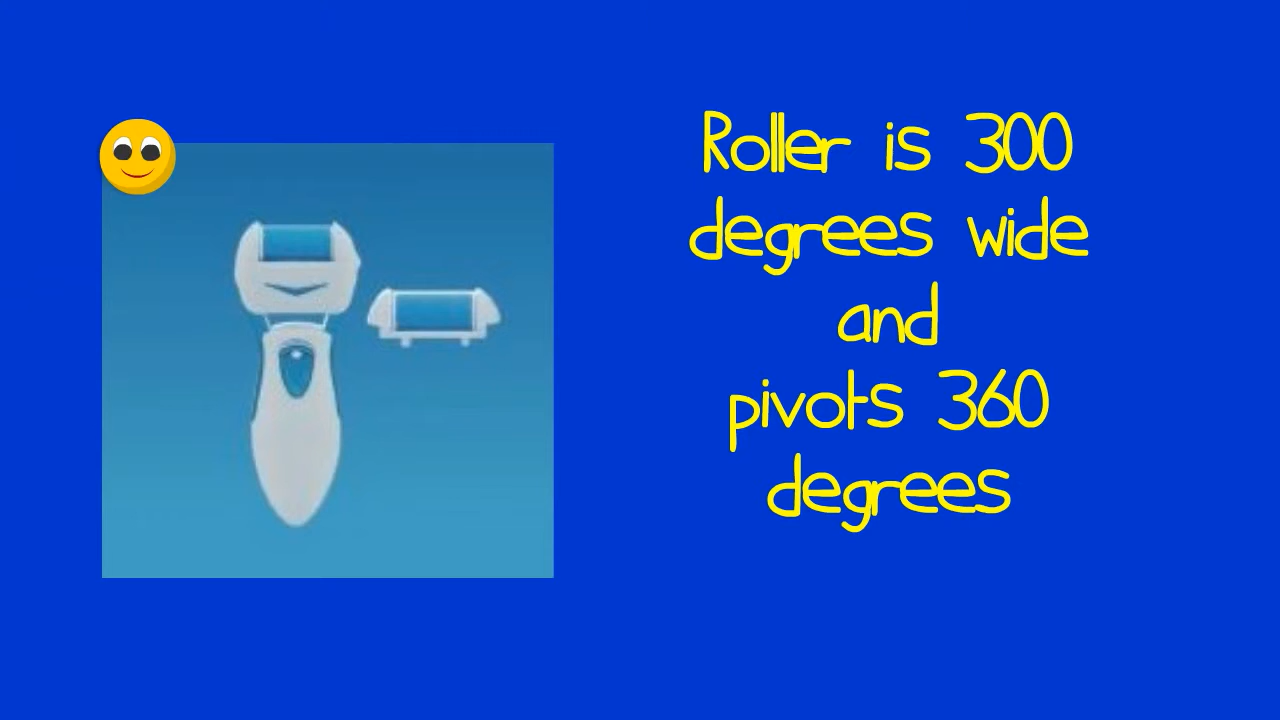 Roller is 300
degrees wide
and
pivots 360
degrees